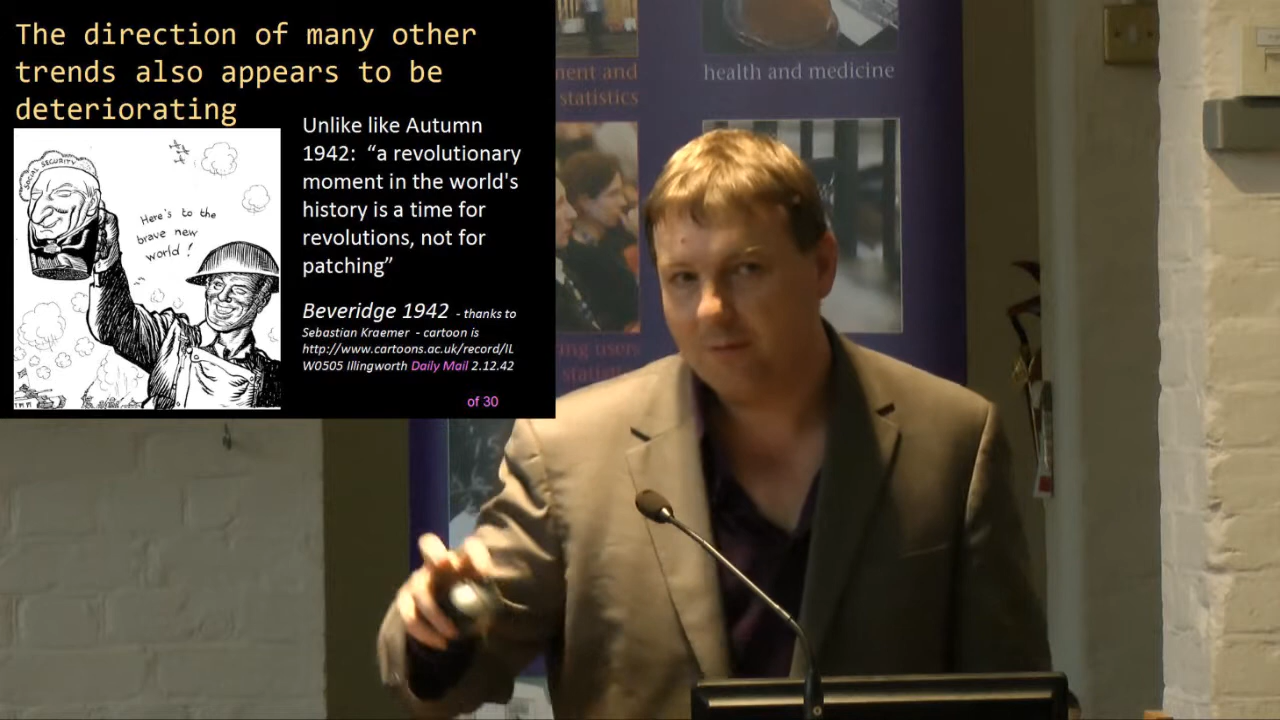 The direction of many other
trends also appears to be
deteriorating
Unlike like Autumn
1942:  “a revolutionary
moment in the world's
history is a time for
revolutions, not for
patching”
Beveridge 1942 - thanks to
Sebastian Kraemer - cartoon is
http://www.cartoons.ac.uk/record/IL
W0505 Illingworth Daily Mail 2.12.42
of 30
SOCIAL SECURITY
Here's to the
brave new
world !
ment and
statistics
health and medicine
ing users
statis